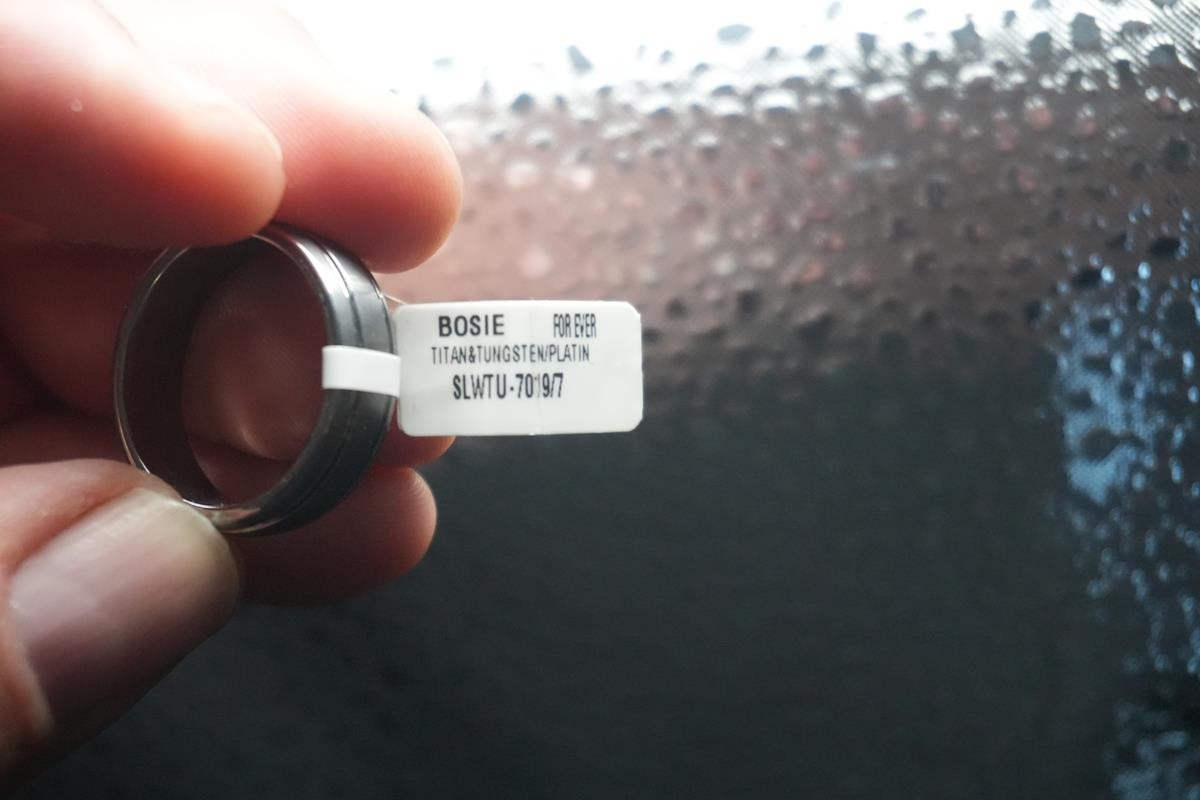 BOSIE FOR EVER
TITAN&TUNGSTEN/PLATIN
SLWTU-7019/7